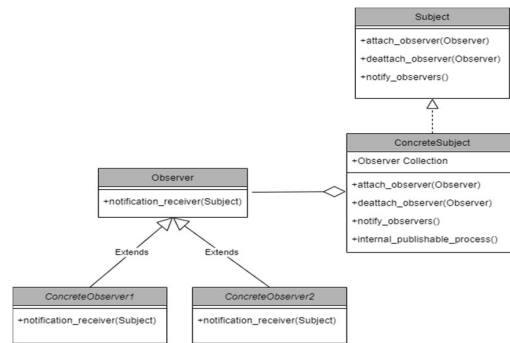 Subject
+attach_observer(Observer)
+deattach_observer(Observer)
+notify_observers()
ConcreteSubject
+Observer Collection
+attach_observer(Observer)
+deattach_observer(Observer)
+notify_observers()
+internal_publishable_process()
Observer
+notification_receiver(Subject)
Extends
Extends
ConcreteObserver1
+notification_receiver(Subject)
ConcreteObserver2
+notification_receiver(Subject)